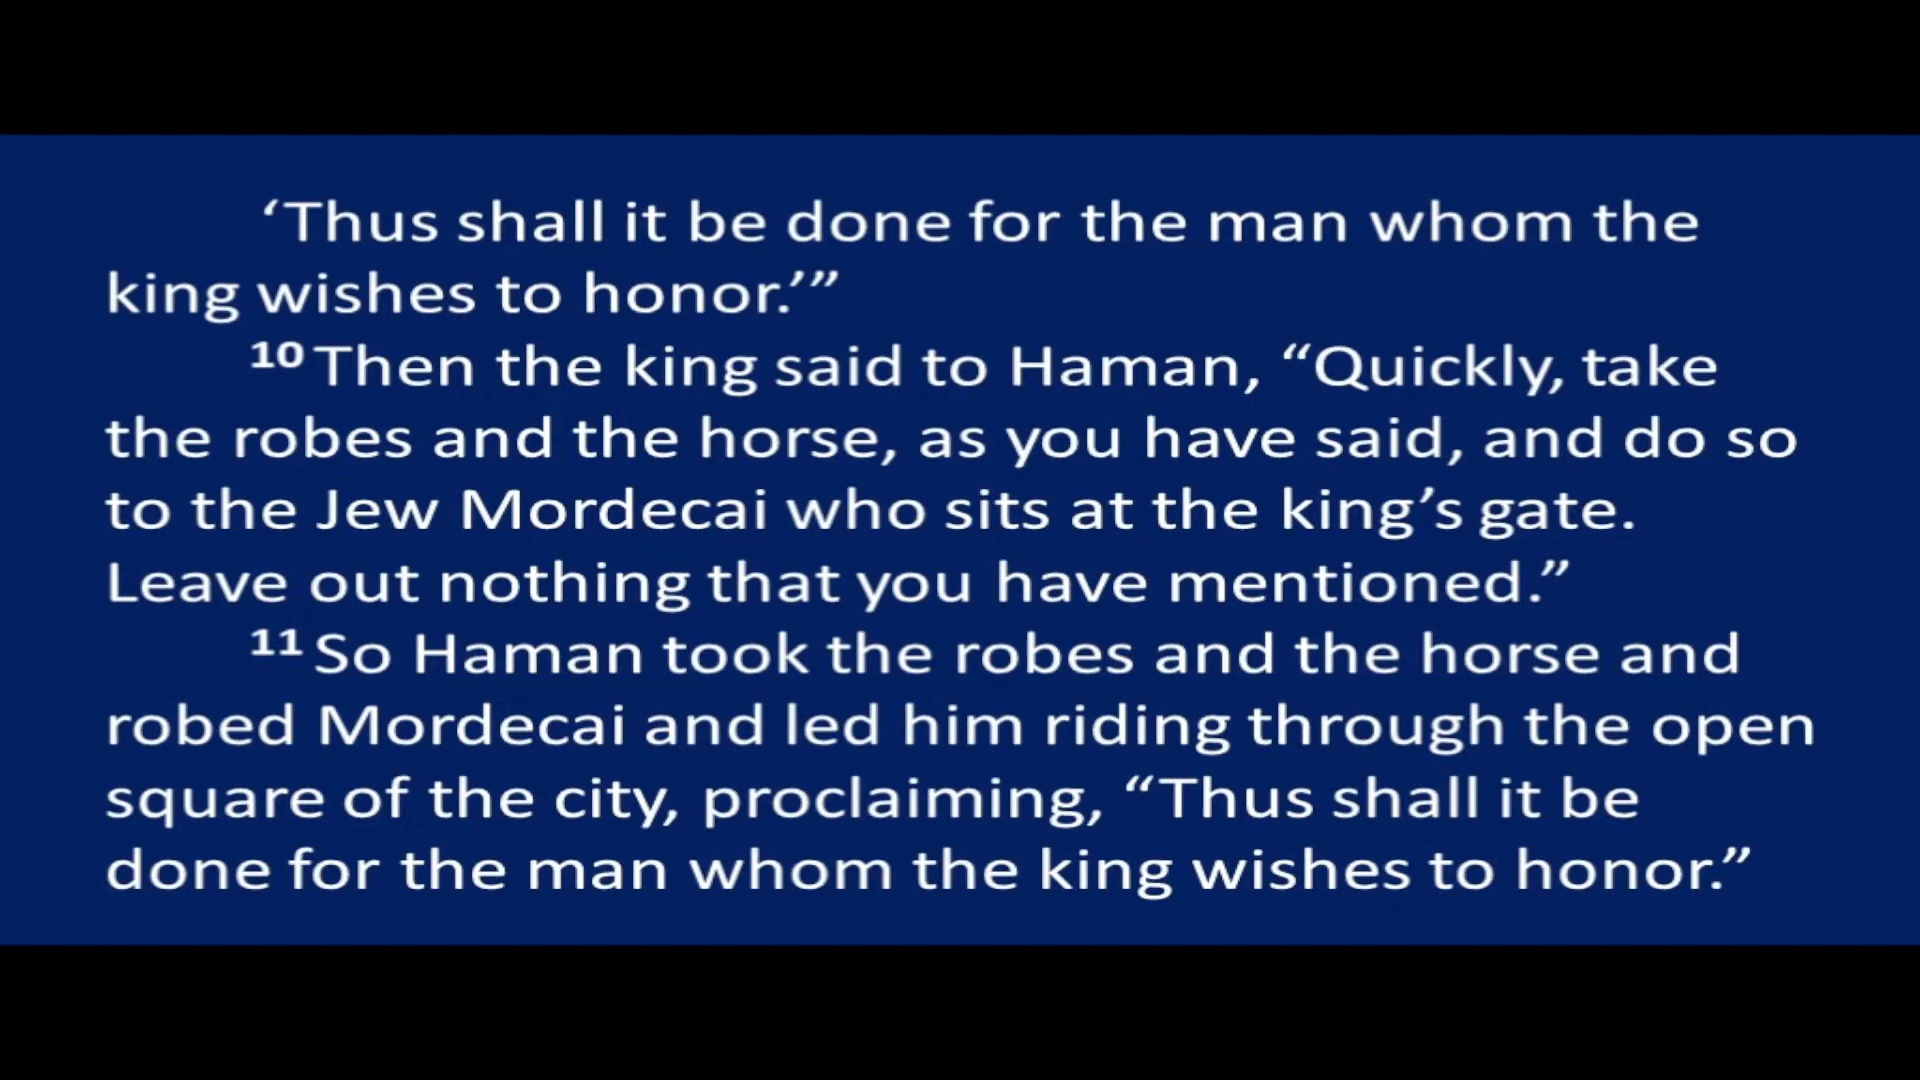 ‘Thus shall it be done for the man whom the
king wishes to honor.’”
10 Then the king said to Haman, “Quickly, take
the robes and the horse, as you have said, and do so
to the Jew Mordecai who sits at the king’s gate.
Leave out nothing that you have mentioned.”
11 So Haman took the robes and the horse and
robed Mordecai and led him riding through the open
square of the city, proclaiming, “Thus shall it be
done for the man whom the king wishes to honor.”